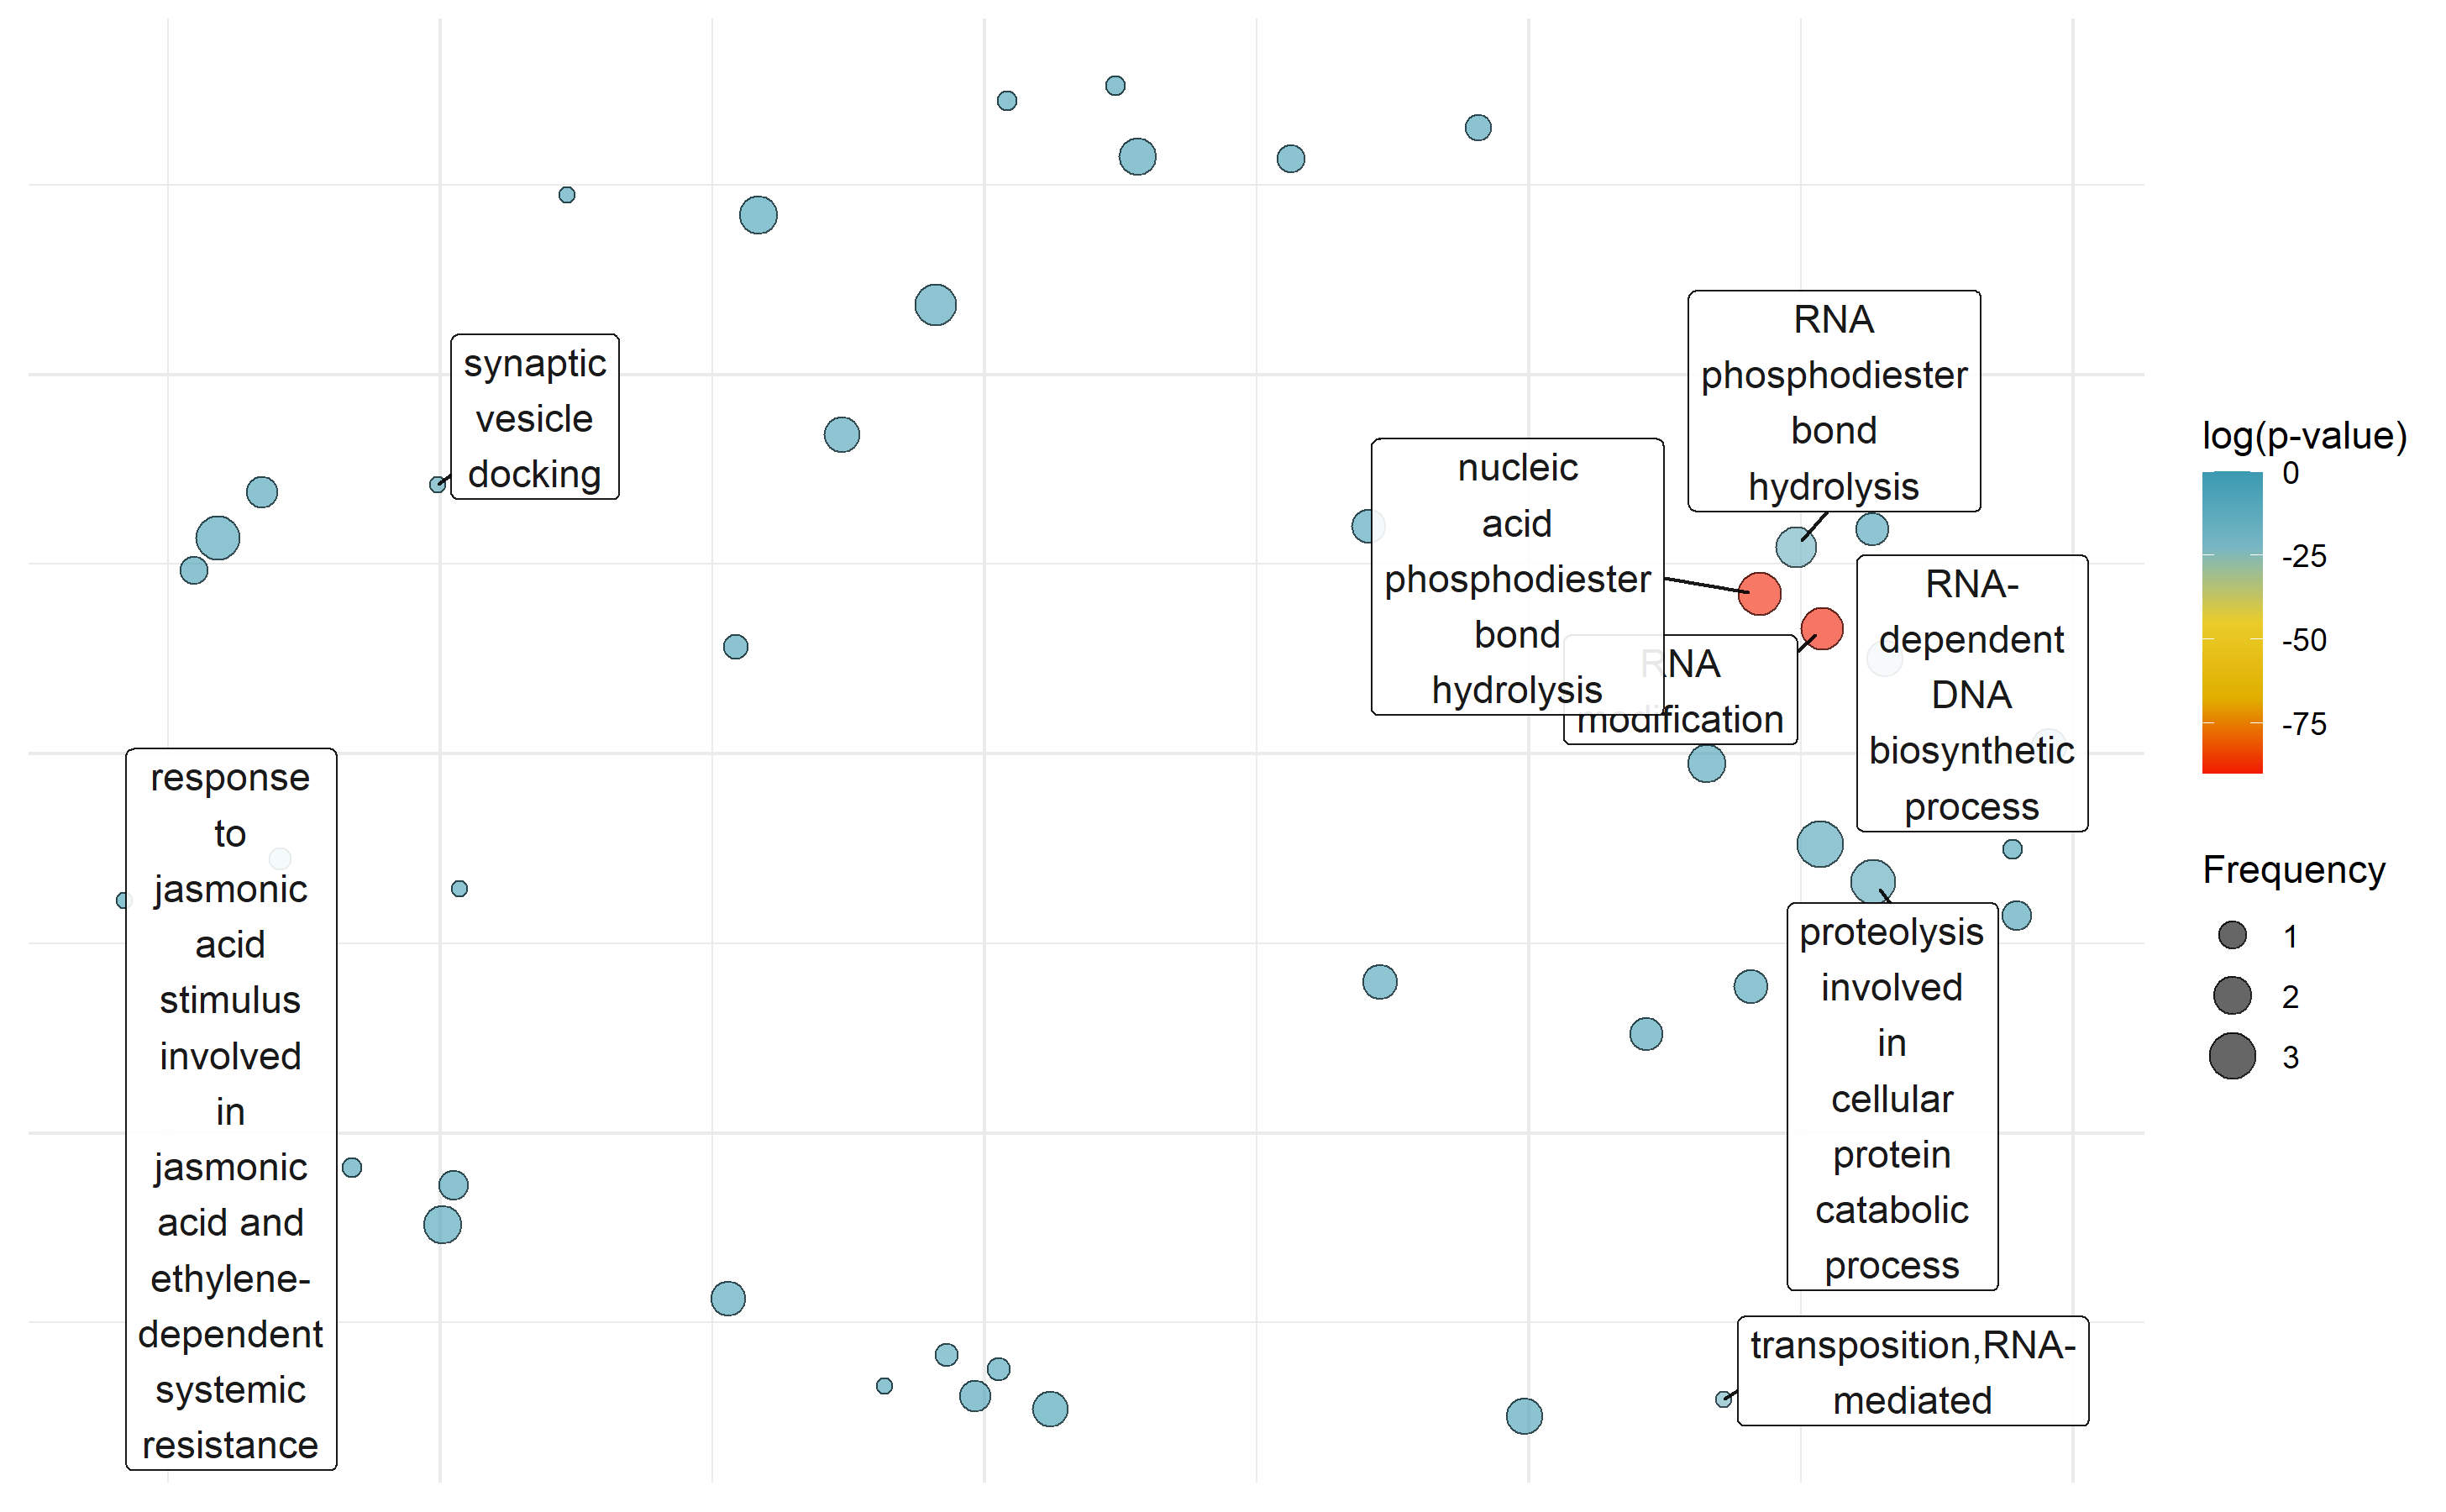 synaptic
vesicle
docking
RNA
phosphodiester
bond
hydrolysis
nucleic
acid
phosphodiester
bond
hydrolysis
RNA
modification
RNA-
dependent
DNA
biosynthetic
process
response
to
jasmonic
acid
stimulus
involved
in
jasmonic
acid and
ethylene-
dependent
systemic
resistance
proteolysis
involved
in
cellular
protein
catabolic
process
transposition,RNA-
mediated
log(p-value)
0
-25
-50
-75
Frequency
1
2
3